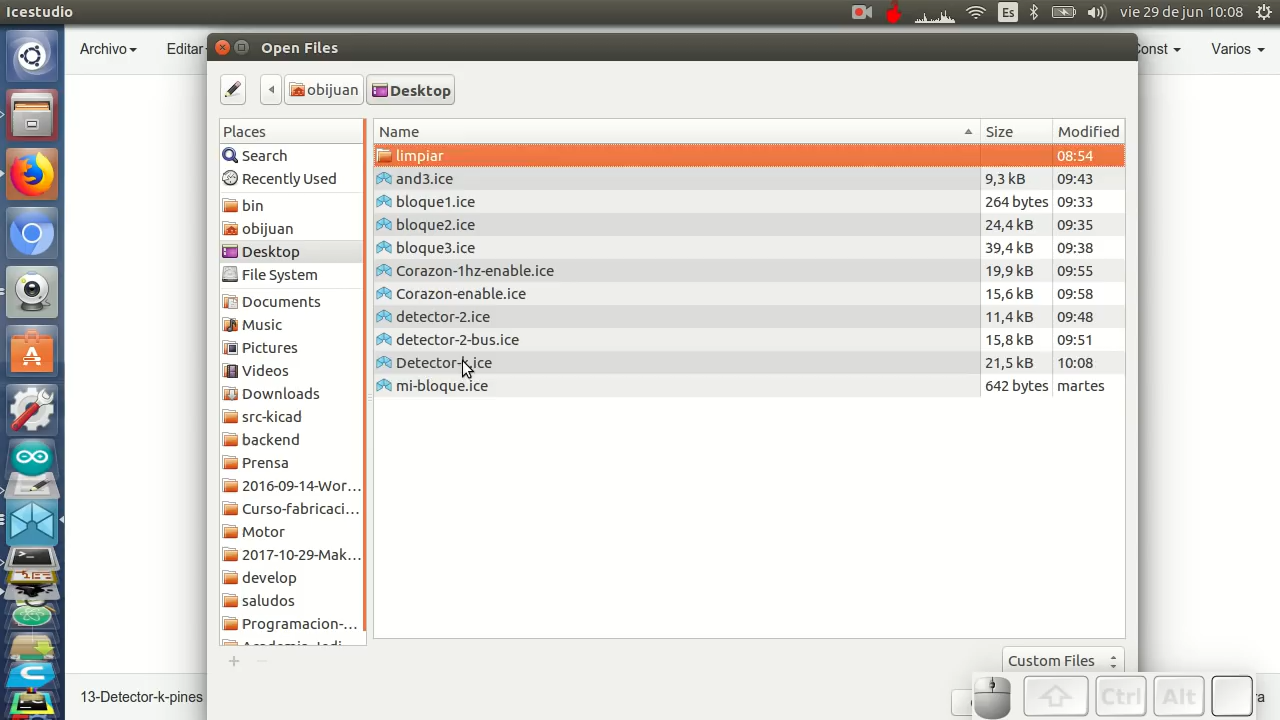 Icestudio
Es
vie 29 de jun 10:08
Archivo
Editar
Open Files
Const
Varios
obijuan
Desktop
Places
Name
Size
Modified
Search
limpiar
08:54
Recently Used
and3.ice
9,3 kB
09:43
bin
bloque1.ice
264 bytes
09:33
obijuan
bloque2.ice
24,4 kB
09:35
Desktop
bloque3.ice
39,4 kB
09:38
File System
Corazon-1hz-enable.ice
19,9 kB
09:55
Documents
Corazon-enable.ice
15,6 kB
09:58
Music
detector-2.ice
11,4 kB
09:48
Pictures
detector-2-bus.ice
15,8 kB
09:51
Videos
Detector-k.ice
21,5 kB
10:08
Downloads
mi-bloque.ice
642 bytes
martes
src-kicad
backend
Prensa
2016-09-14-Wor...
Curso-fabricaci...
Motor
2017-10-29-Mak...
develop
saludos
Programacion-...
Custom Files
13-Detector-k-pines
Ctrl
Alt